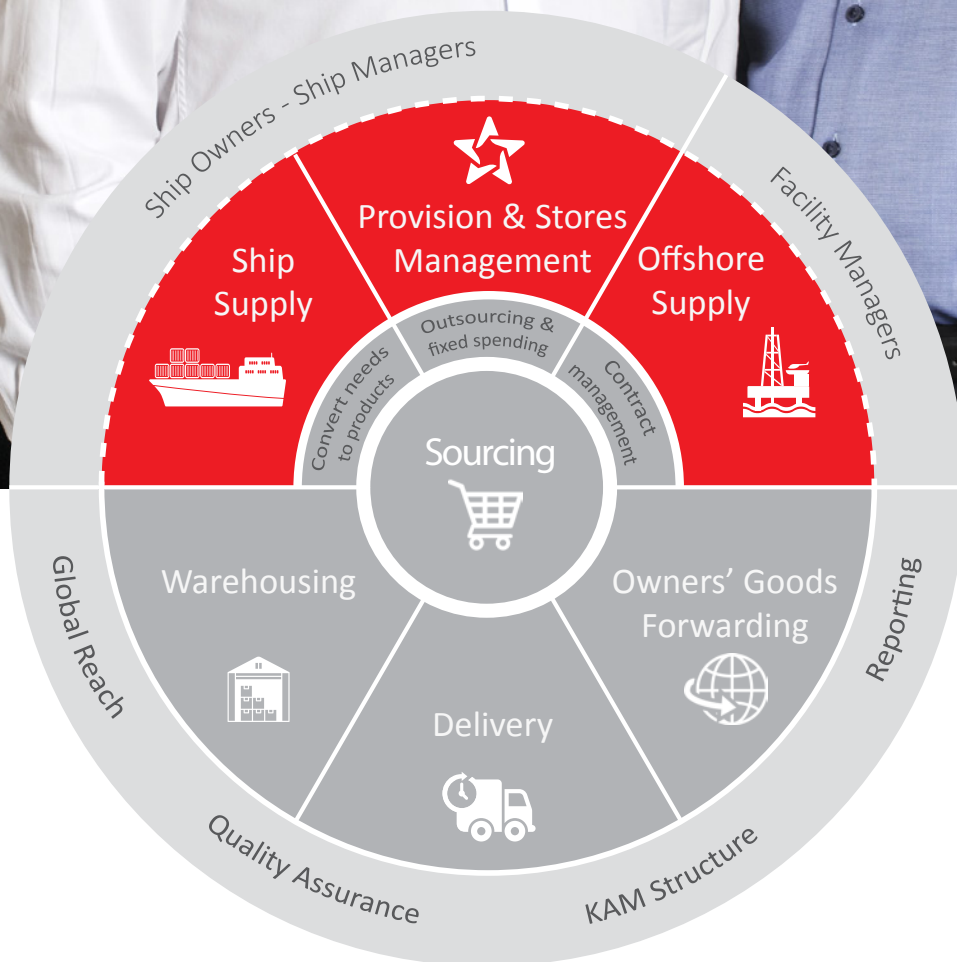 Ship Owners - Ship Managers
Facility Managers
Provision & Stores
Management
Ship
Supply
Offshore
Supply
Convert needs
to products
Outsourcing &
fixed spending
Contract
management
Sourcing
Warehousing
Delivery
Owners’ Goods
Forwarding
Global Reach
Quality Assurance
KAM Structure
Reporting